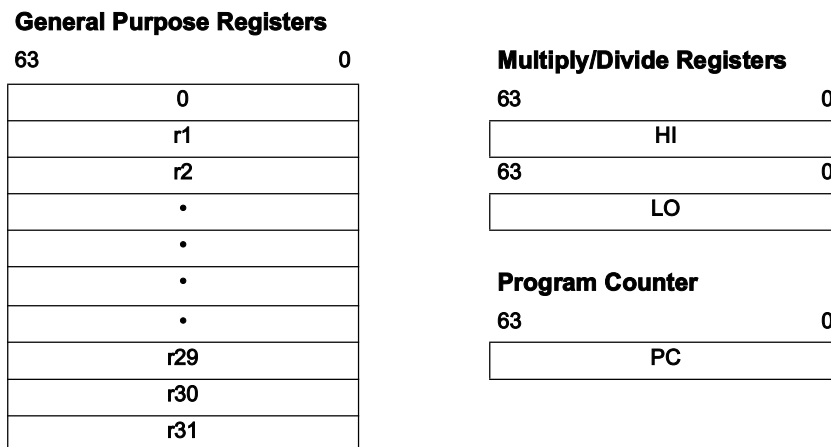 General Purpose Registers
63 0
0
r1
r2
•
•
•
•
r29
r30
r31
Multiply/Divide Registers
63 0
HI
63 0
LO
Program Counter
63 0
PC